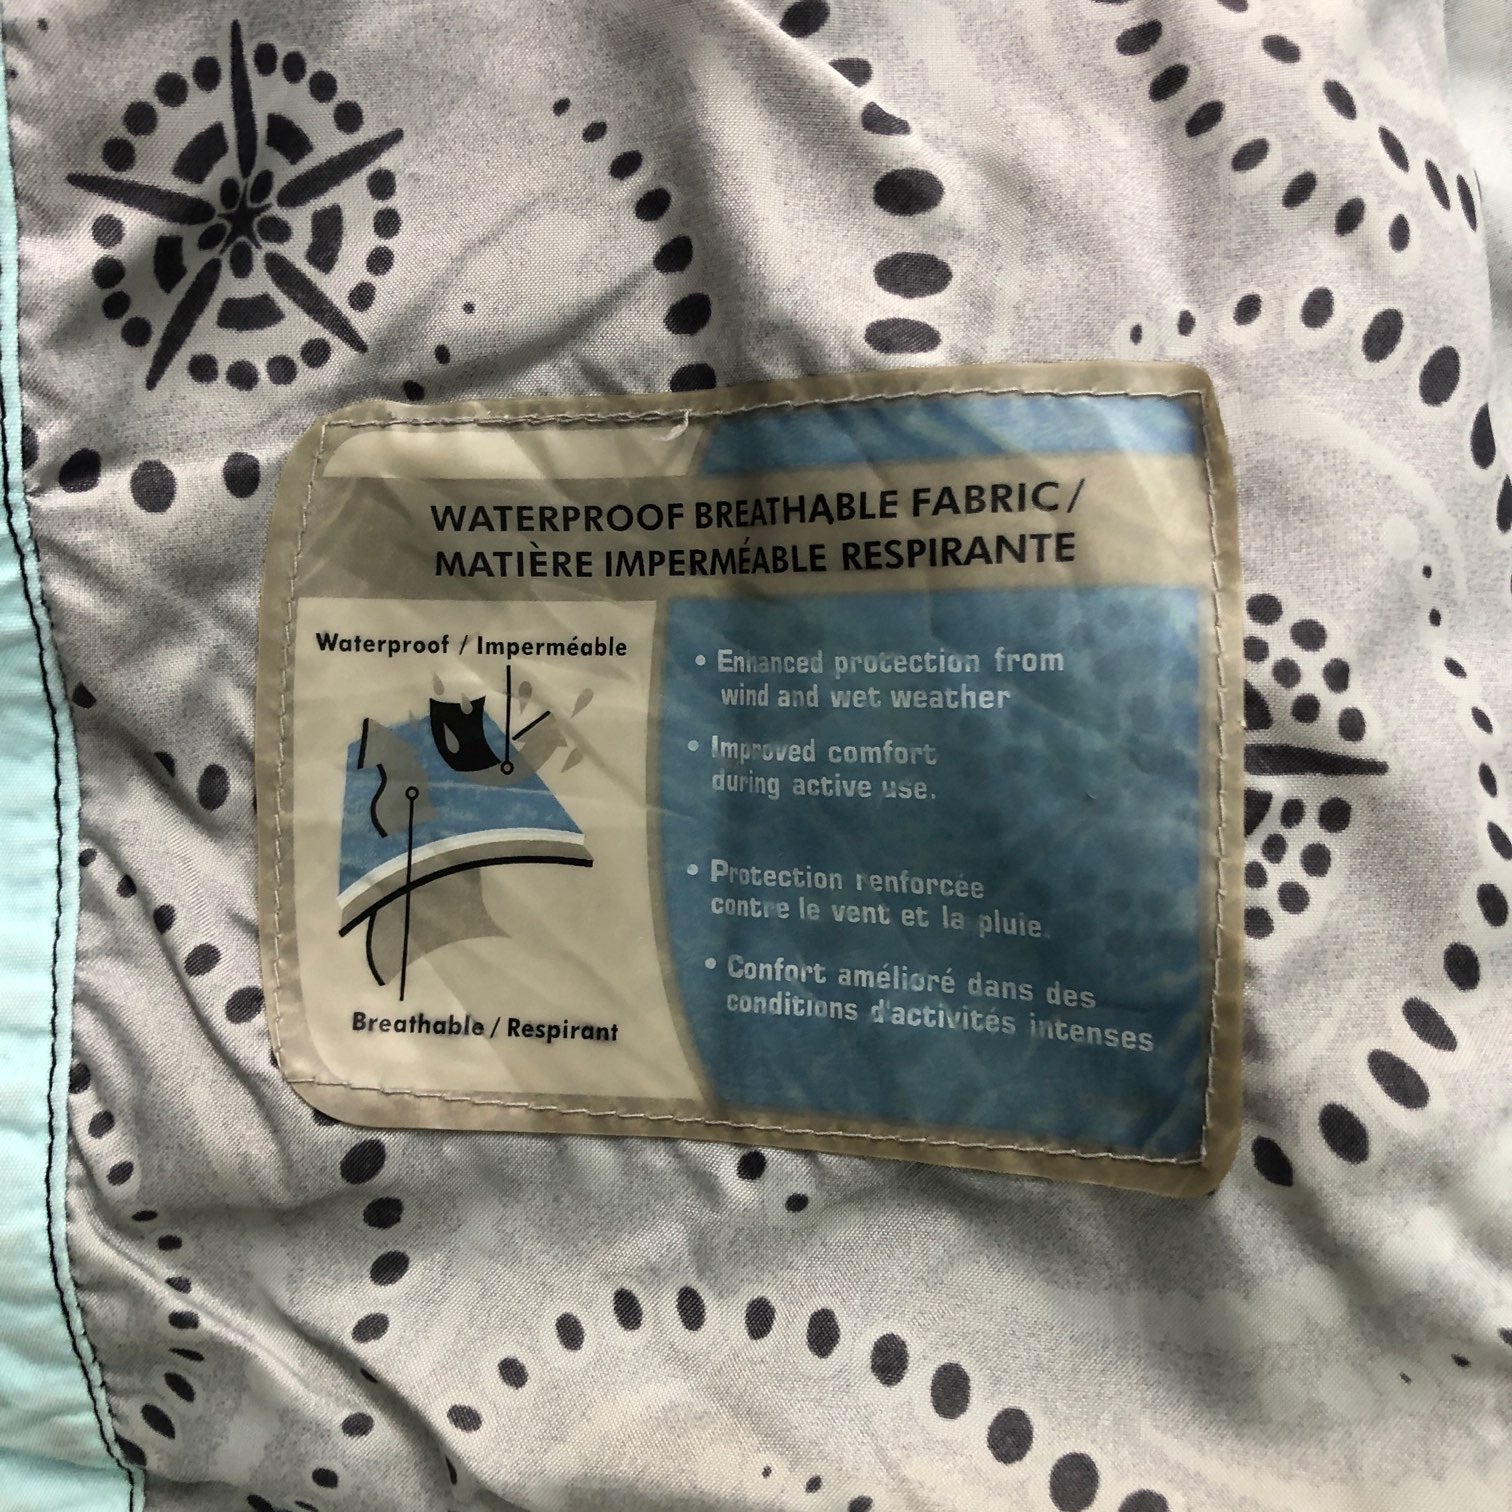 WATERPROOF BREATHABLE FABRIC/
MATIÈRE IMPERMÉABLE RESPIRANTE
Waterproof / Imperméable
Breathable / Respirant
• Enhanced protection from
wind and wet weather
• Improved comfort
during active use.
• Protection renforcée
contre le vent et la pluie.
• Confort amélioré dans des
conditions d'activités intenses